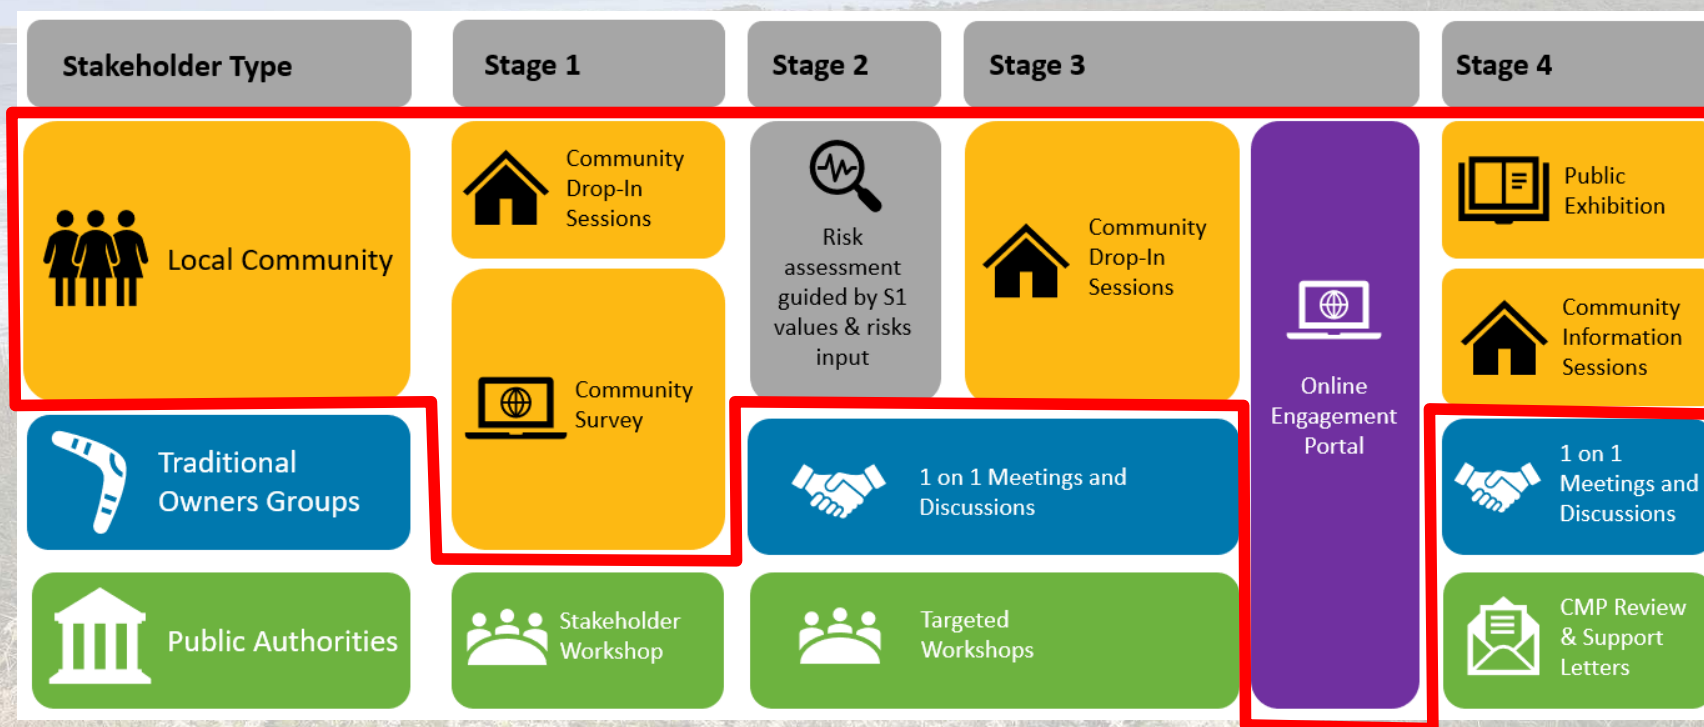 Stakeholder Type
Stage 1
Stage 2
Stage 3
Stage 4
Local Community
Community
Drop-In
Sessions
Community
Survey
Risk
assessment
guided by S1
values & risks
input
Community
Drop-In
Sessions
Online
Engagement
Portal
Public
Exhibition
Community
Information
Sessions
Traditional
Owners Groups
1 on 1 Meetings and
Discussions
1 on 1
Meetings and
Discussions
Public Authorities
Stakeholder
Workshop
Targeted
Workshops
CMP Review
& Support
Letters